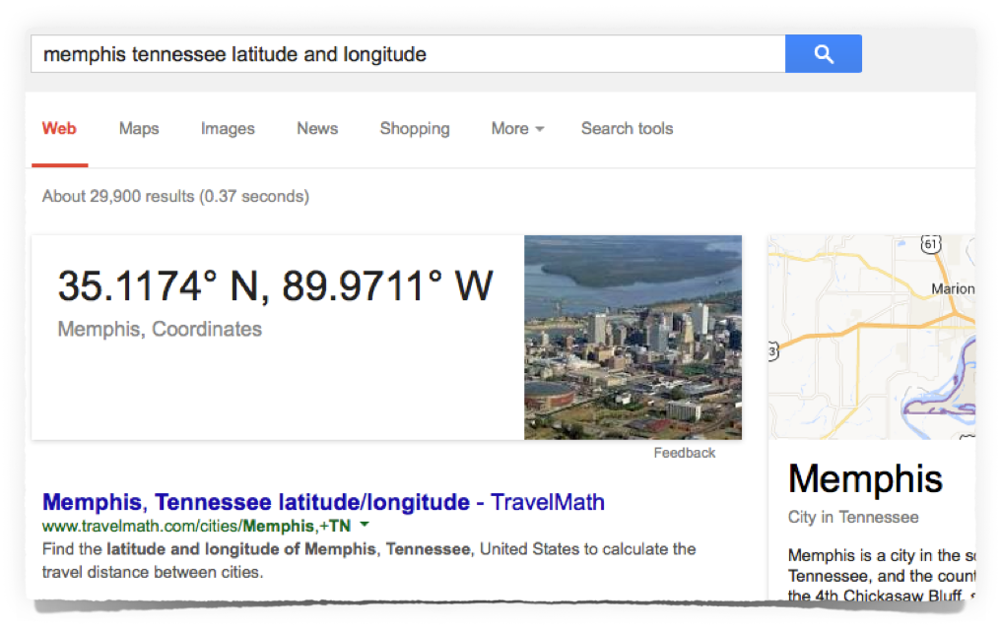 memphis tennessee latitude and longitude
Web Maps Images News Shopping More Search tools
About 29,900 results (0.37 seconds)
35.1174° N, 89.9711° W
Memphis, Coordinates
Feedback
Memphis, Tennessee latitude/longitude - TravelMath
www.travelmath.com/cities/Memphis,+TN
Find the latitude and longitude of Memphis, Tennessee, United States to calculate the
travel distance between cities.
61
Marion
3
Memphis
City in Tennessee
Memphis is a city in the
Tennessee, and the count
the 4th Chickasaw Bluff,